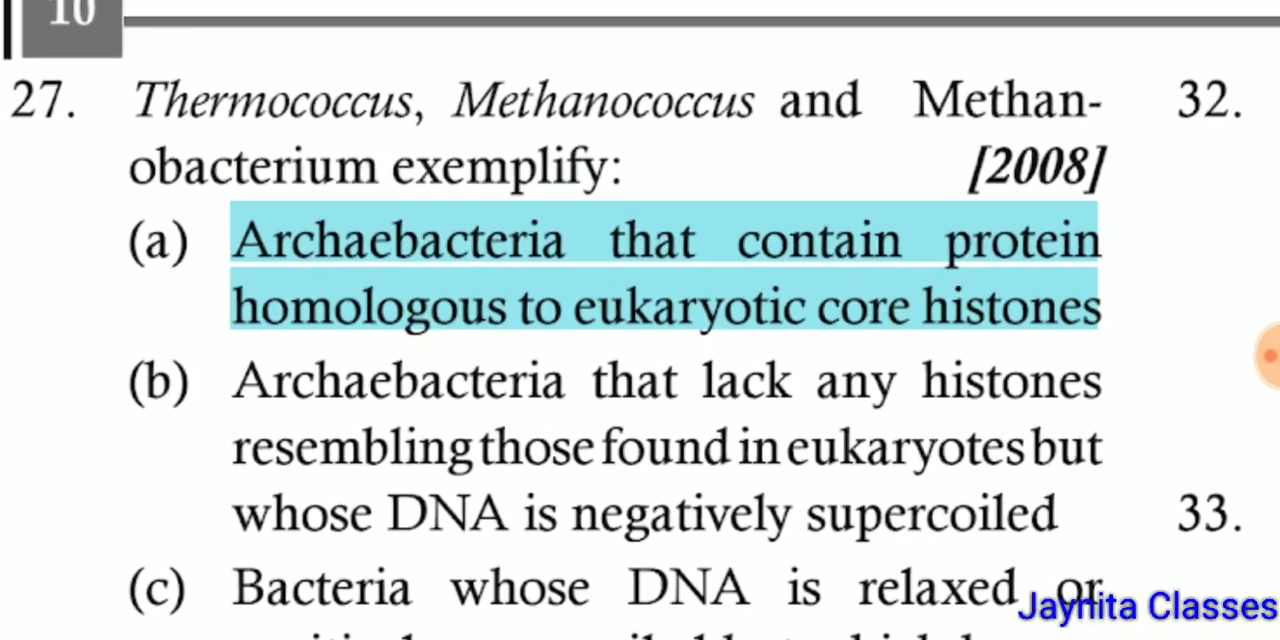 10
27. Thermococcus, Methanococcus and Methan-
obacterium exemplify: [2008]
(a) Archaebacteria that contain protein
homologous to eukaryotic core histones
(b) Archaebacteria that lack any histones
resembling those found in eukaryotes but
whose DNA is negatively supercoiled
(c) Bacteria whose DNA is relaxed or
32.
33.
Jaynita Classes